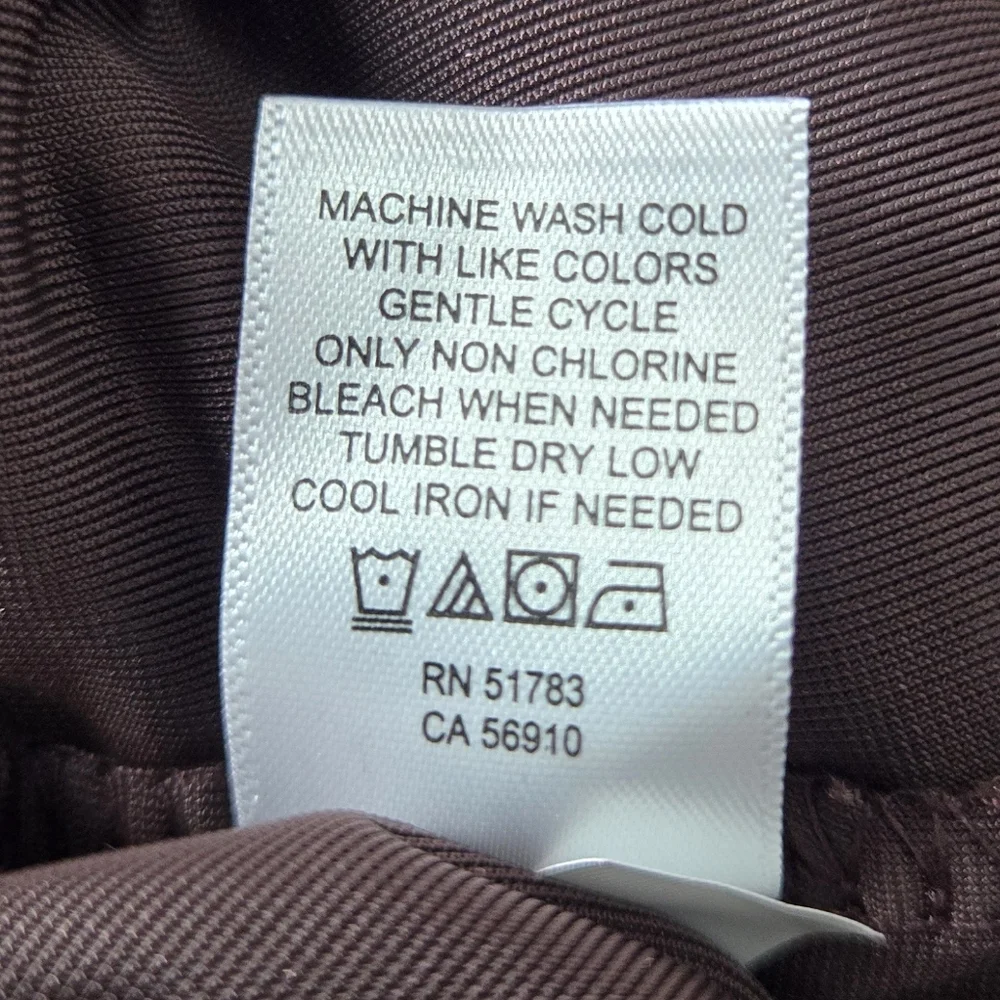 MACHINE WASH COLD
WITH LIKE COLORS
GENTLE CYCLE
ONLY NON CHLORINE
BLEACH WHEN NEEDED
TUMBLE DRY LOW
COOL IRON IF NEEDED
RN 51783
CA 56910